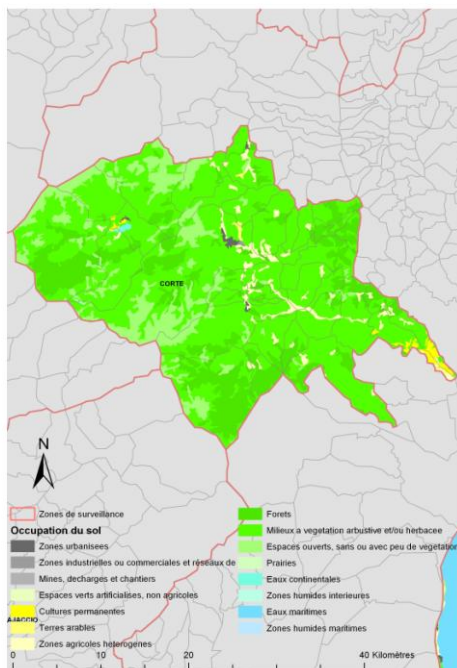 CORTE
N
Zones de surveillance
Occupation du sol
Zones urbanisees
Zones industrielles ou commerciales et réseaux de
Mines, decharges et chantiers
Espaces verts artificialises, non agricoles
Cultures permanentes
AJACCIO
Terres arables
Zones agricoles heterogenes
Forets
Milieux a vegetation arbustive et/ou herbacee
Espaces ouverts, sans ou avec peu de vegetation
Prairies
Eaux continentales
Zones humides interieures
Eaux maritimes
Zones humides maritimes
0 10 20 40 Kilomètres